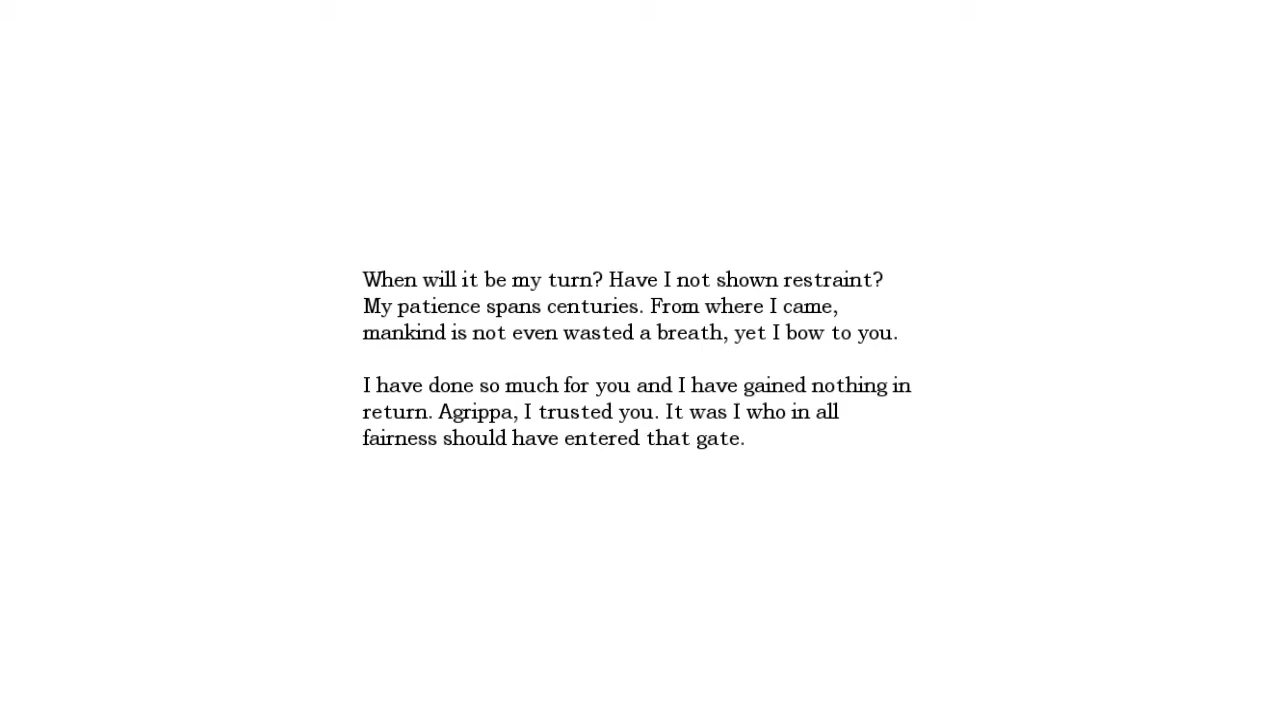 When will it be my turn? Have I not shown restraint?
My patience spans centuries. From where I came,
mankind is not even wasted a breath, yet I bow to you.
I have done so much for you and I have gained nothing in
return. Agrippa, I trusted you. It was I who in all
fairness should have entered that gate.